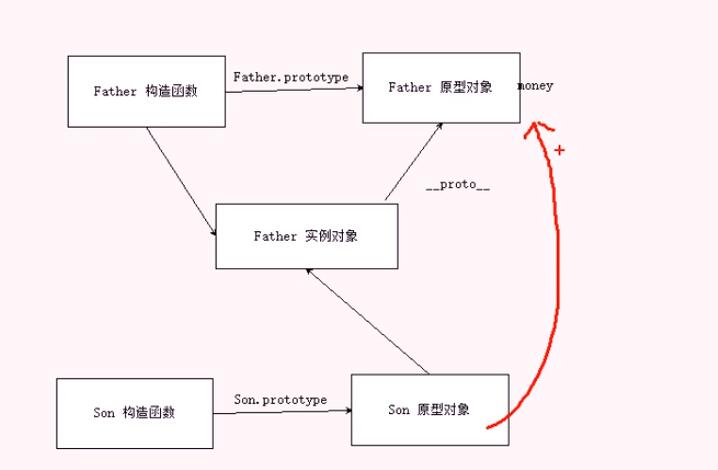 Father.prototype
Father 构造函数
Father 原型对象
money
__proto__
Father 实例对象
Son.prototype
Son 构造函数
Son 原型对象